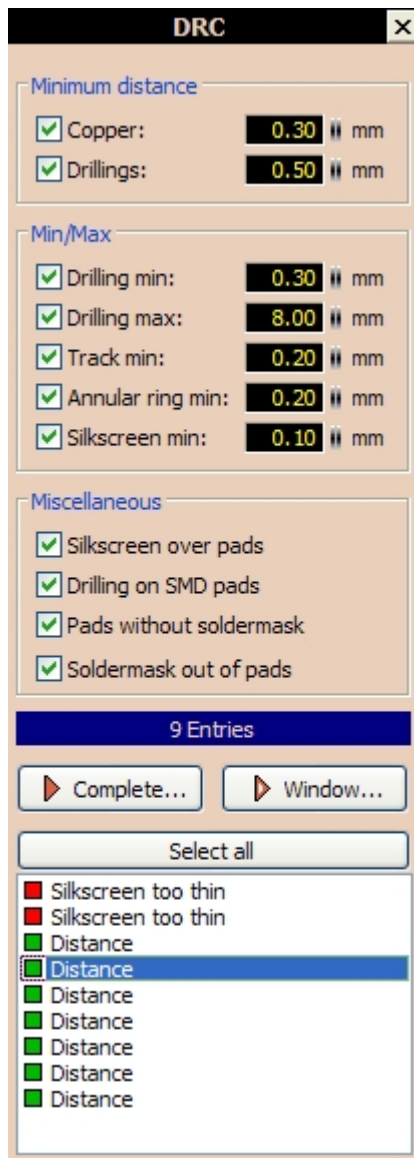 DRC
Minimum distance
Copper: 0.30 mm
Drillings: 0.50 mm
Min/Max
Drilling min: 0.30 mm
Drilling max: 8.00 mm
Track min: 0.20 mm
Annular ring min: 0.20 mm
Silkscreen min: 0.10 mm
Miscellaneous
Silkscreen over pads
Drilling on SMD pads
Pads without soldermask
Soldermask out of pads
9 Entries
Complete... Window...
Select all
Silkscreen too thin
Silkscreen too thin
Distance
Distance
Distance
Distance
Distance
Distance
Distance